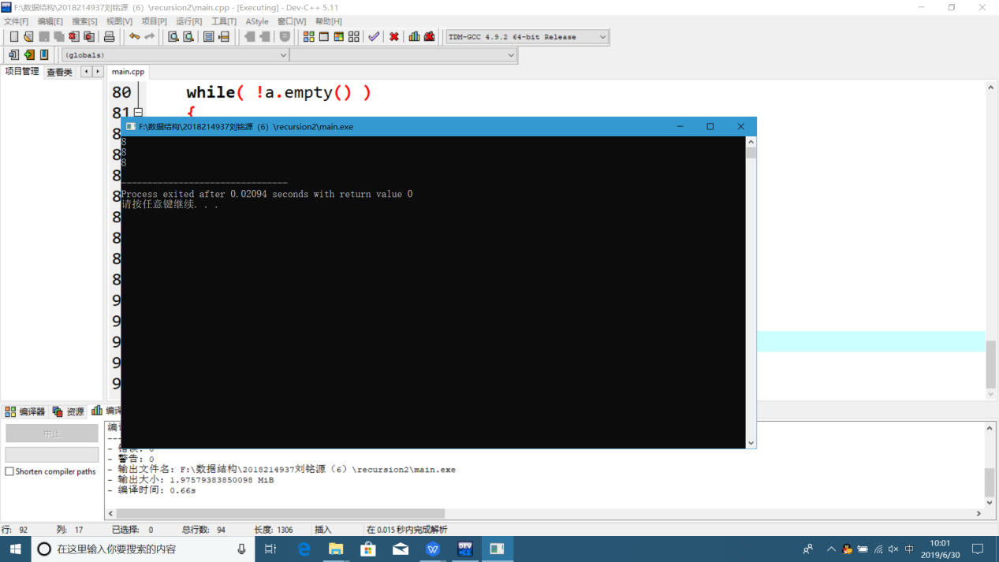 F:\数据结构\2018214937刘铭源（6）\recursion2\main.cpp - [Executing] - Dev-C++ 5.11
文件[F] 编辑[E] 搜索[S] 视图[V] 项目[P] 运行[R] 工具[T] AStyle 窗口[W] 帮助[H]
TDM-GCC 4.9.2 64-bit Release
(globals)
项目管理 查看类 main.cpp
80 while( !a.empty() )
81 {
F:\数据结构\2018214937刘铭源（6）\recursion2\main.exe
8
8
8
--------------------------------
Process exited after 0.02094 seconds with return value 0
请按任意键继续. . .
8
8
8
8
8
8
8
8
9
9
9
9
9
编译器 资源
中止
- 警告: 0
- 输出文件名: F:\数据结构\2018214937刘铭源（6）\recursion2\main.exe
- 输出大小: 1.97579383850098 MiB
- 编译时间: 0.66s
Shorten compiler paths
行: 92 列: 17 已选择: 0 总行数: 94 长度: 1306 插入 在 0.015 秒内完成解析
在这里输入你要搜索的内容
DEV
中
10:01
2019/6/30